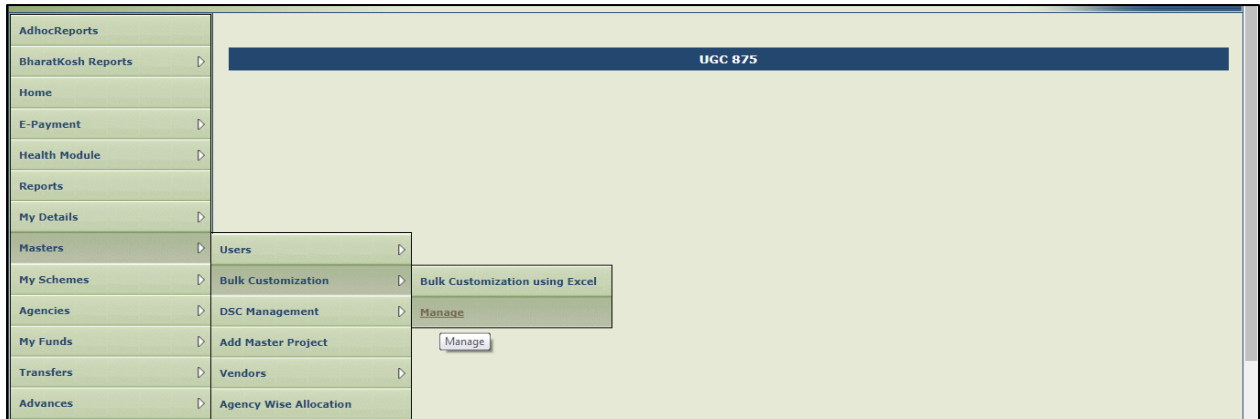 AdhocReports
BharatKosh Reports
UGC 875
Home
E-Payment
Health Module
Reports
My Details
Masters
Users
My Schemes
Bulk Customization
Bulk Customization using Excel
Agencies
DSC Management
Manage
My Funds
Add Master Project
Manage
Transfers
Vendors
Advances
Agency Wise Allocation